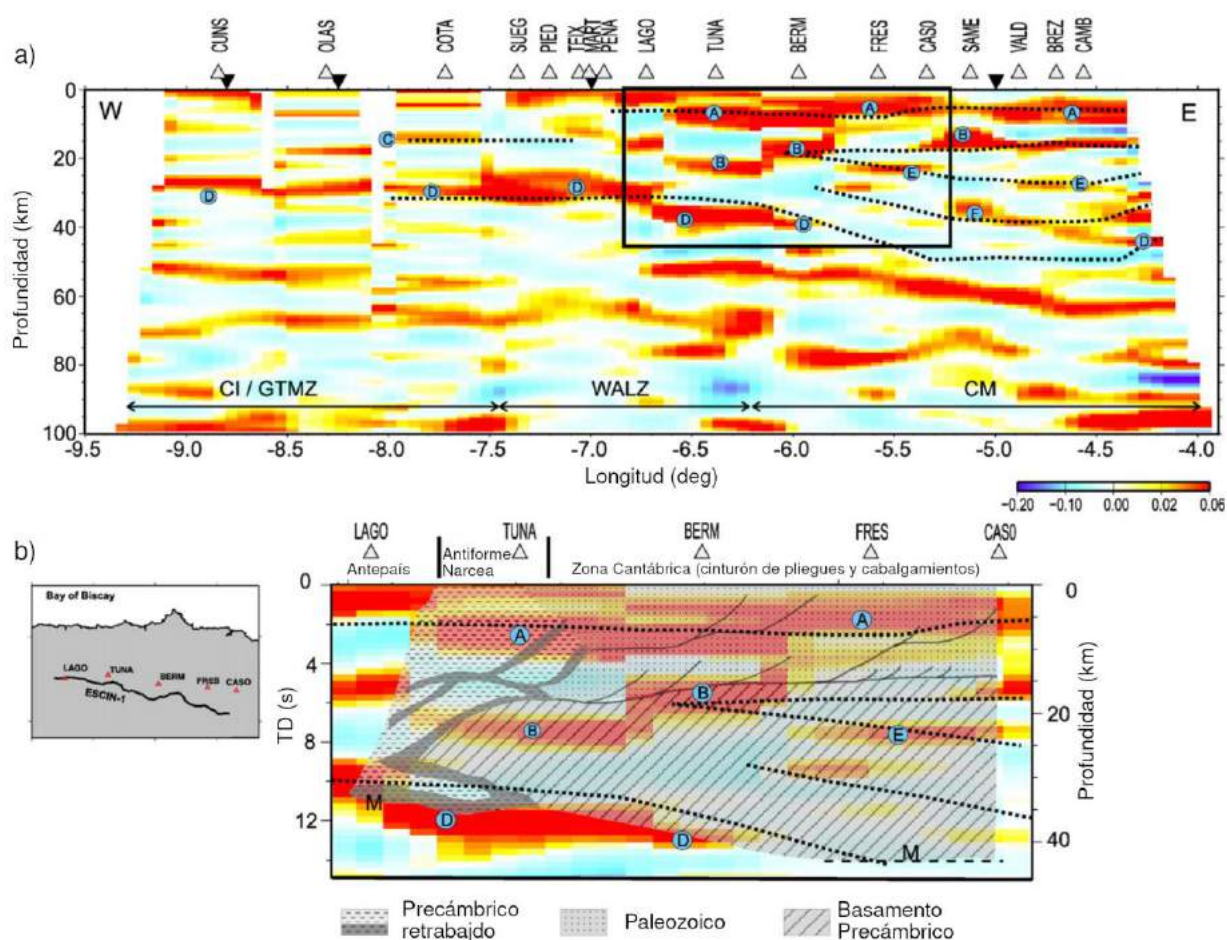 a)
CUNS
OLAS
COTA
SUEG
PIED
TEIX
MART
PENA
LAGO
TUNA
BERM
FRES
CASO
SAME
VALD
BREZ
CAMB
Profundidad (km)
0
20
40
60
80
100
W
E
A
A
A
B
B
B
C
D
D
D
D
D
D
E
E
F
CI / GTMZ
WALZ
CM
-9.5 -9.0 -8.5 -8.0 -7.5 -7.0 -6.5 -6.0 -5.5 -5.0 -4.5 -4.0
Longitud (deg)
-0.20 -0.10 0.00 0.02 0.06
b)
Bay of Biscay
LAGO
TUNA
BERM
FRES
CASO
ESCIN-1
LAGO
TUNA
BERM
FRES
CASO
Antepaís
Antiforme
Narcea
Zona Cantábrica (cinturón de pliegues y cabalgamientos)
TD (s)
0
4
8
12
0
20
40
Profundidad (km)
A
A
B
B
E
D
D
M
M
Precámbrico
retrabajdo
Paleozoico
Basamento
Precámbrico